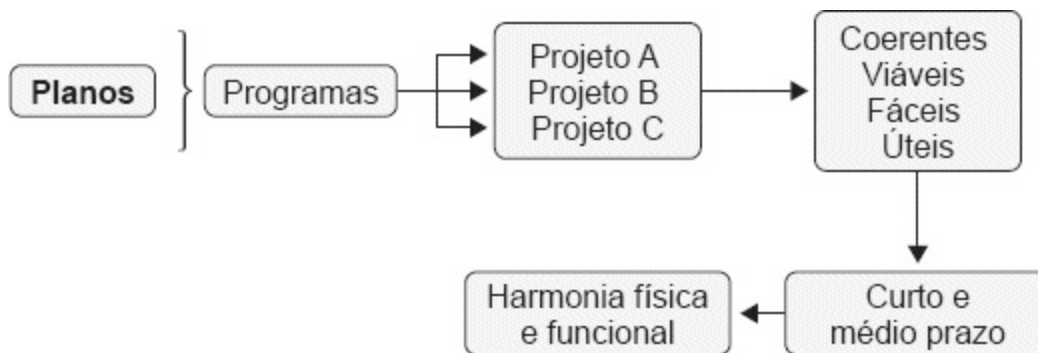 Planos
Programas
Projeto A
Projeto B
Projeto C
Coerentes
Viáveis
Fáceis
Úteis
Curto e
médio prazo
Harmonia física
e funcional